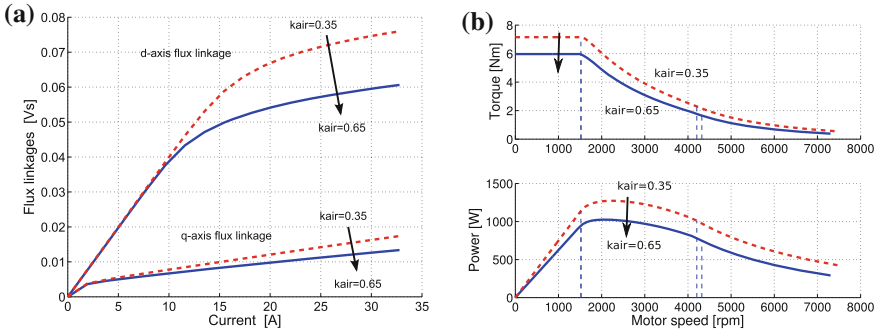 (a)
Flux linkages [Vs]
0.08
0.07
0.06
0.05
0.04
0.03
0.02
0.01
0.00
kair=0.35
d-axis flux linkage
kair=0.65
kair=0.35
q-axis flux linkage
kair=0.65
0 5 10 15 20 25 30 35
Current [A]
(b)
Torque [Nm]
8
6
4
2
0
kair=0.35
kair=0.65
0 1000 2000 3000 4000 5000 6000 7000 8000
Power [W]
1500
1000
500
0
kair=0.35
kair=0.65
0 1000 2000 3000 4000 5000 6000 7000 8000
Motor speed [rpm]